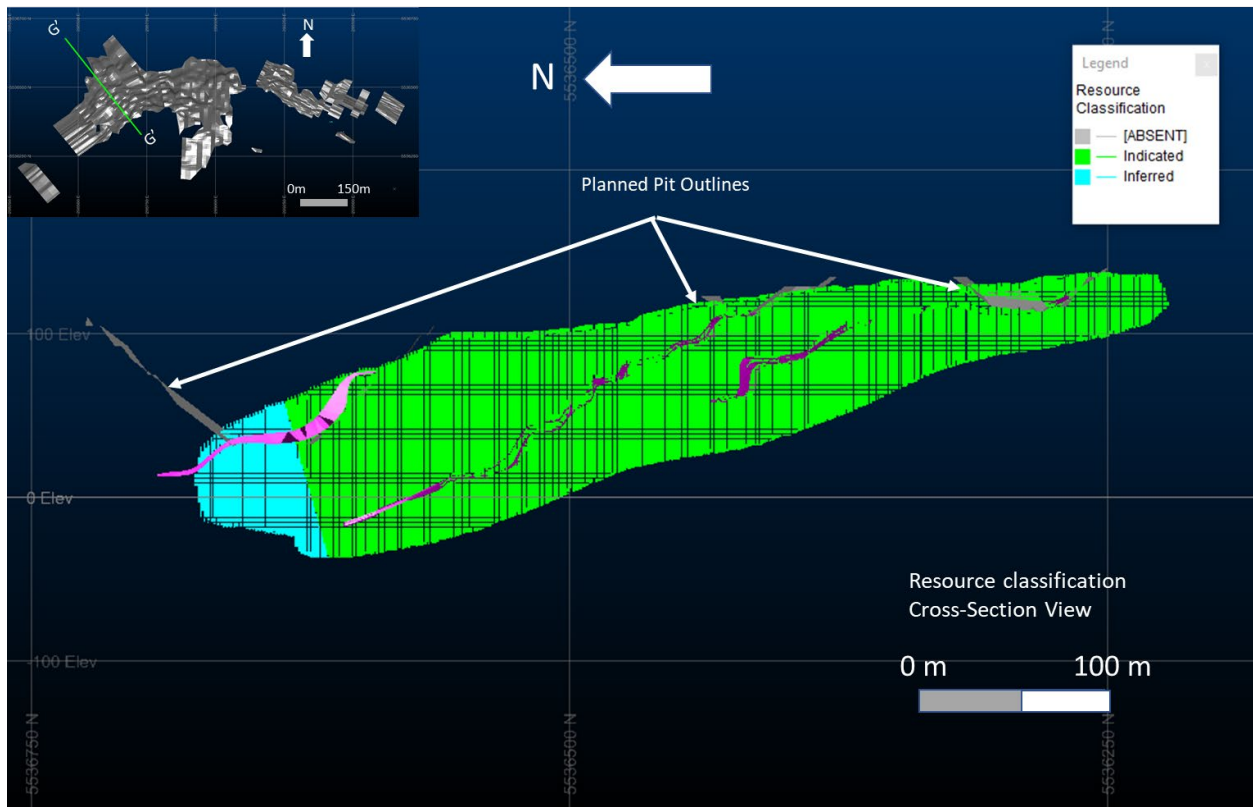 G'
N
0m 150m
G'
N
5536500 N
Legend
Resource
Classification
[ABSENT]
Indicated
Inferred
Planned Pit Outlines
100 Elev
0 Elev
Resource classification
Cross-Section View
-100 Elev
0 m 100 m
5536750 N
5536500 N
5536250 N